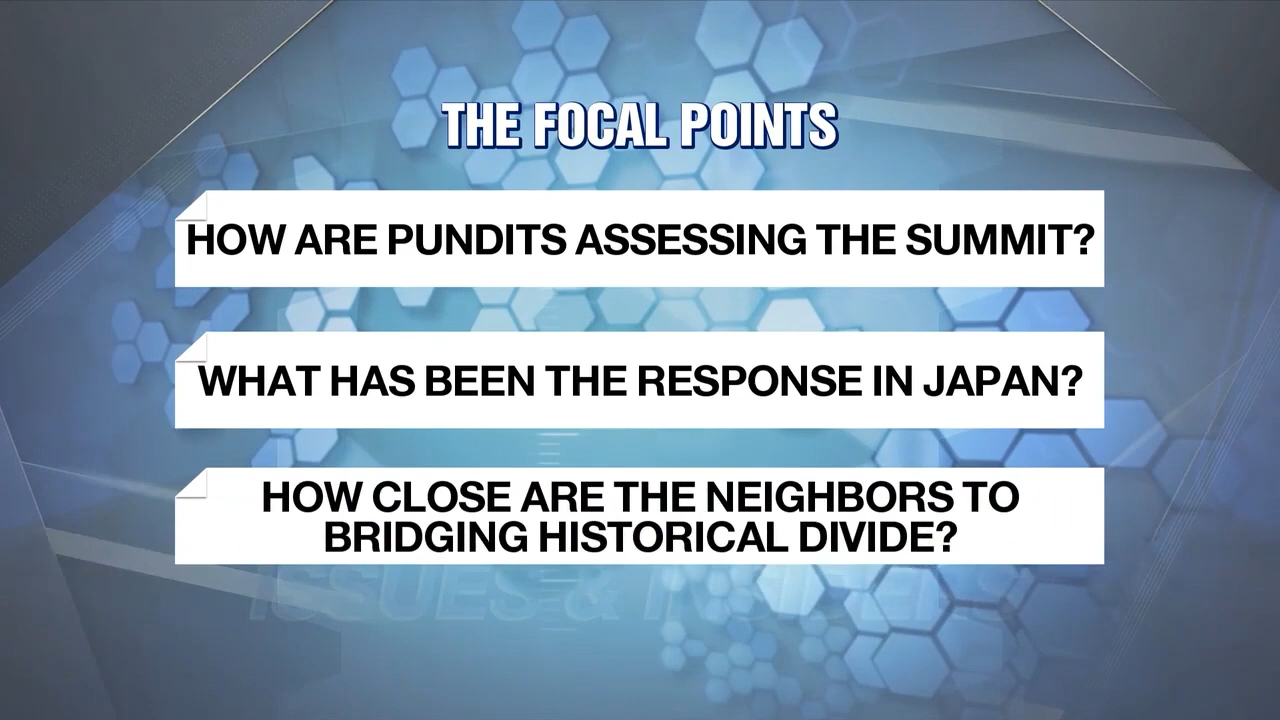 THE FOCAL POINTS
HOW ARE PUNDITS ASSESSING THE SUMMIT?
WHAT HAS BEEN THE RESPONSE IN JAPAN?
HOW CLOSE ARE THE NEIGHBORS TO
BRIDGING HISTORICAL DIVIDE?
ISSUES &